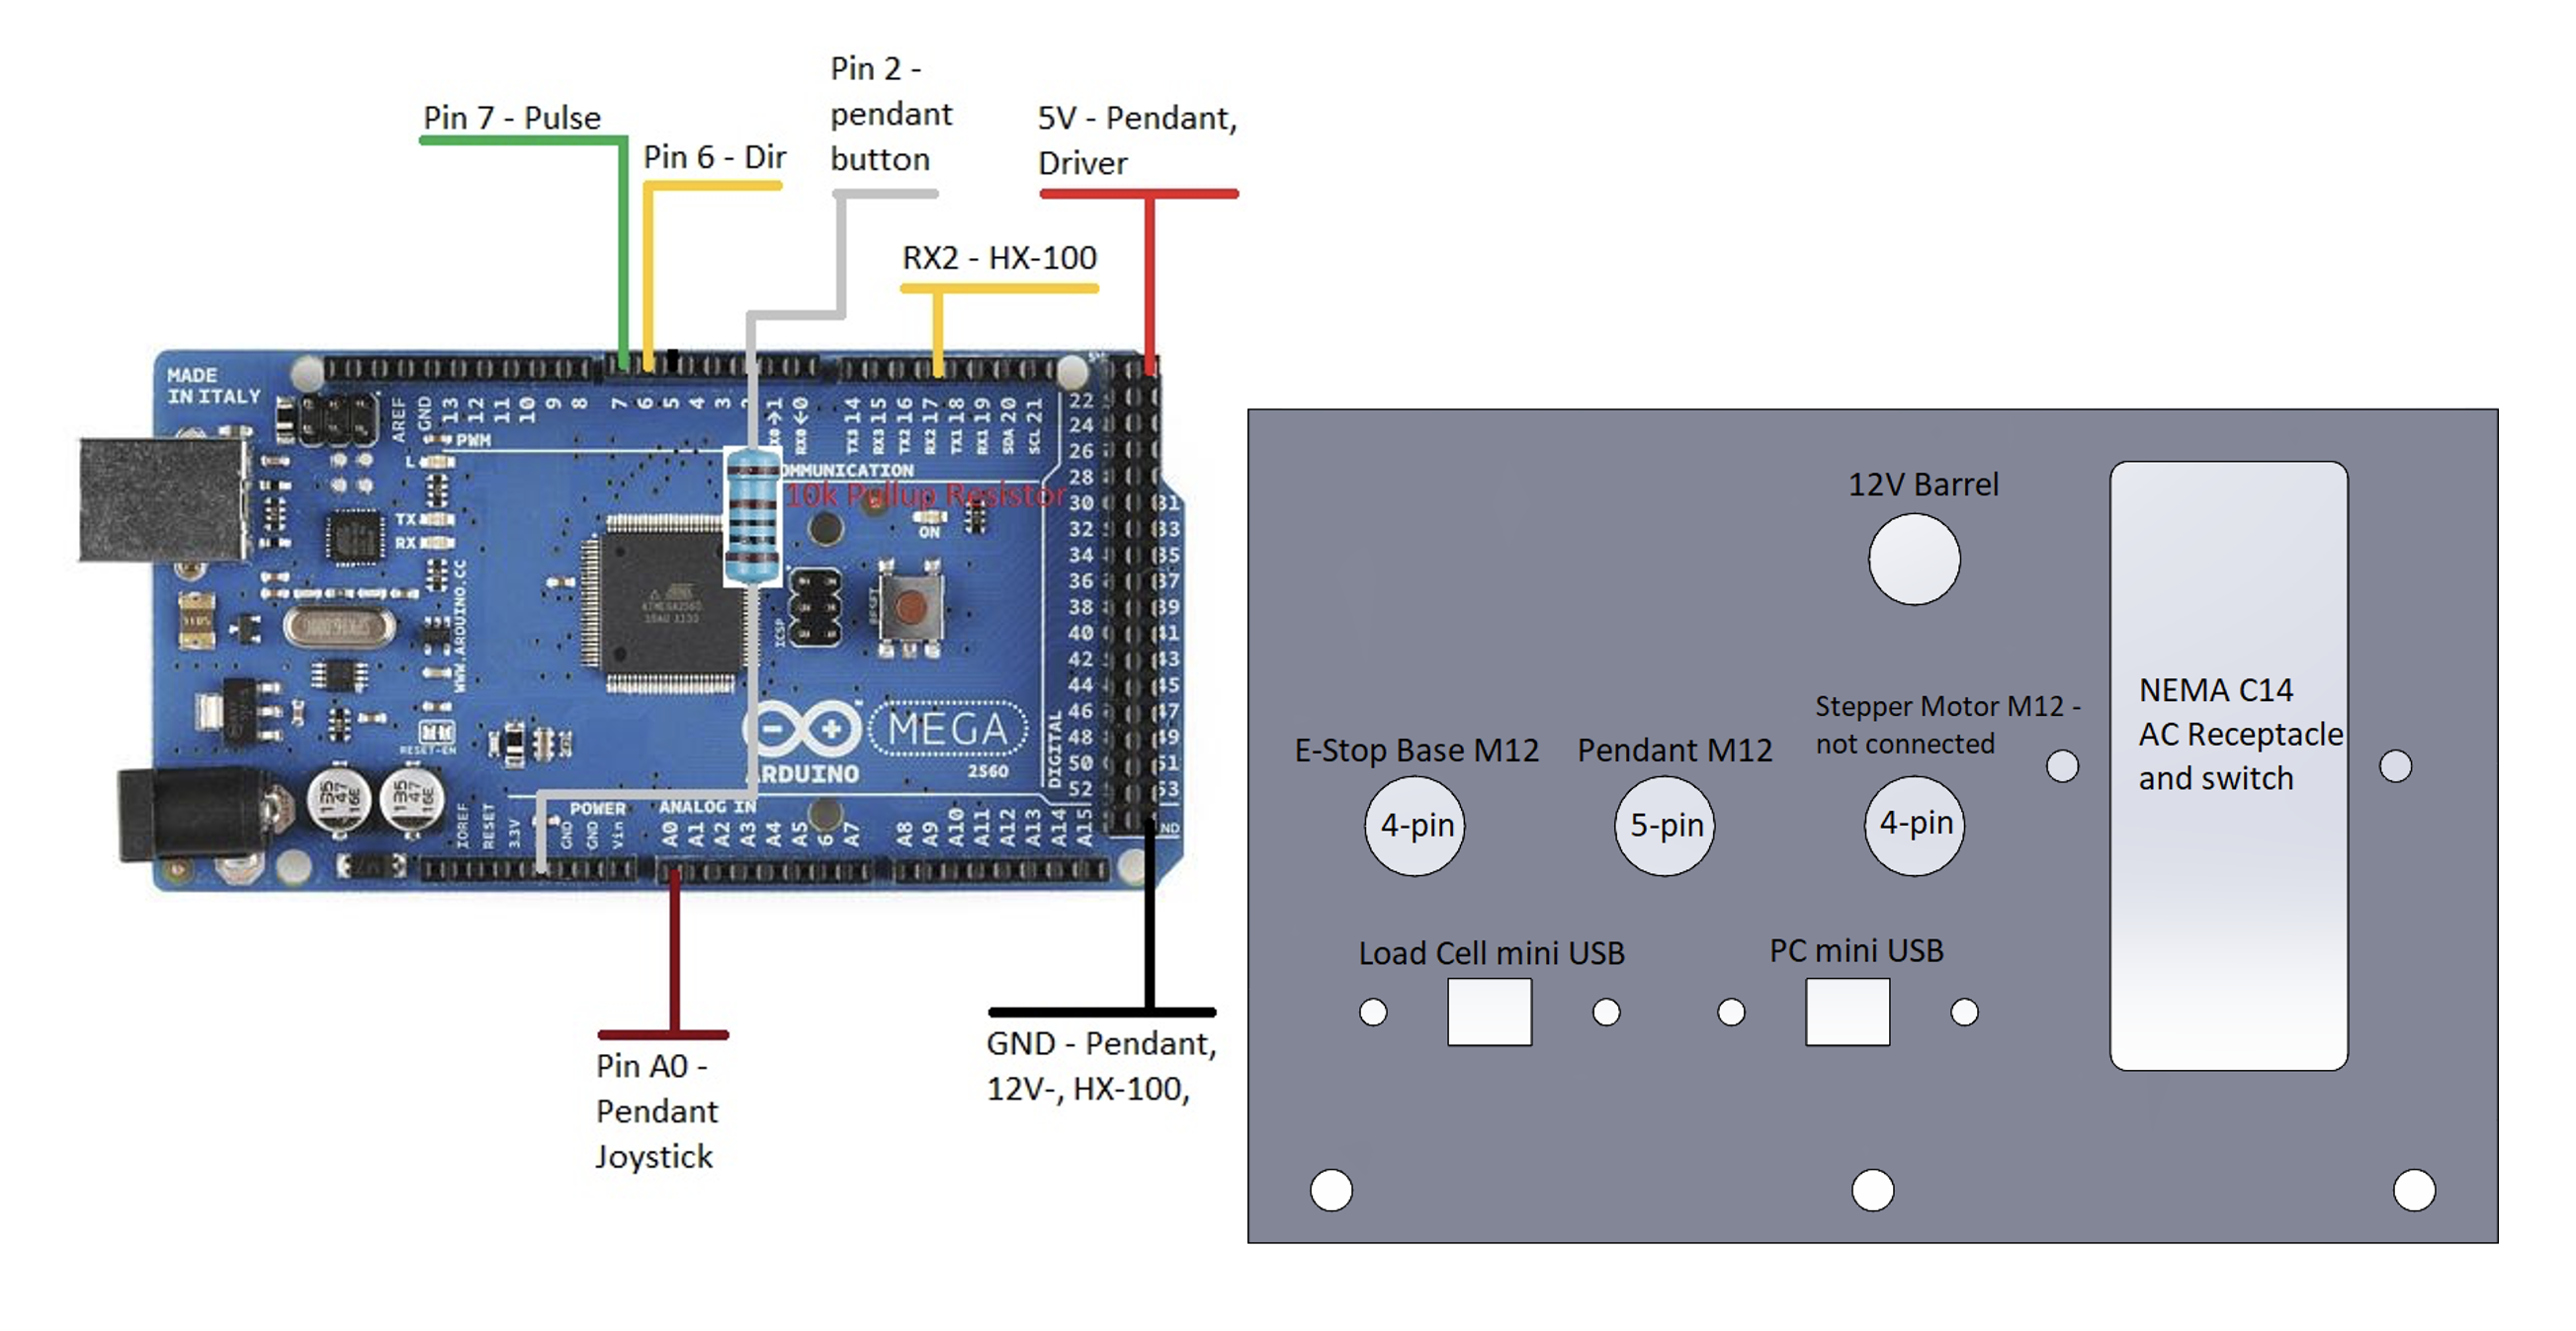 Pin 2 -
pendant
button
Pin 7 - Pulse
5V - Pendant,
Driver
Pin 6 - Dir
RX2 - HX-100
MADE
IN ITALY
AREF
GND
13
12
11
10
9
8
7
6
5
4
3
2
1
RX0←0
TX3 14
RX3 15
TX2 16
RX2 17
TX1 18
RX1 19
SDA 20
SCL 21
PWM
L
TX
RX
OMMUNICATION
10k Pullup Resistor
ON
22
24
26
28
30 31
32 33
34 35
36 37
38 39
40 41
42 43
44 45
46 47
48 49
50 51
52 53
DIGITAL
ICSP
RESET
WWW.ARDUINO.CC
RESET-EN
MEGA
2560
ARDUINO
POWER
ANALOG IN
IOREF
RESET
3.3V
GND
GND
Vin
A0
A1
A2
A3
A4
A5
6
A7
A8
A9
A10
A11
A12
A13
A14
A15
Pin A0 -
Pendant
Joystick
GND - Pendant,
12V-, HX-100,
12V Barrel
NEMA C14
AC Receptacle
and switch
Stepper Motor M12 -
not connected
E-Stop Base M12
Pendant M12
4-pin
5-pin
4-pin
Load Cell mini USB
PC mini USB